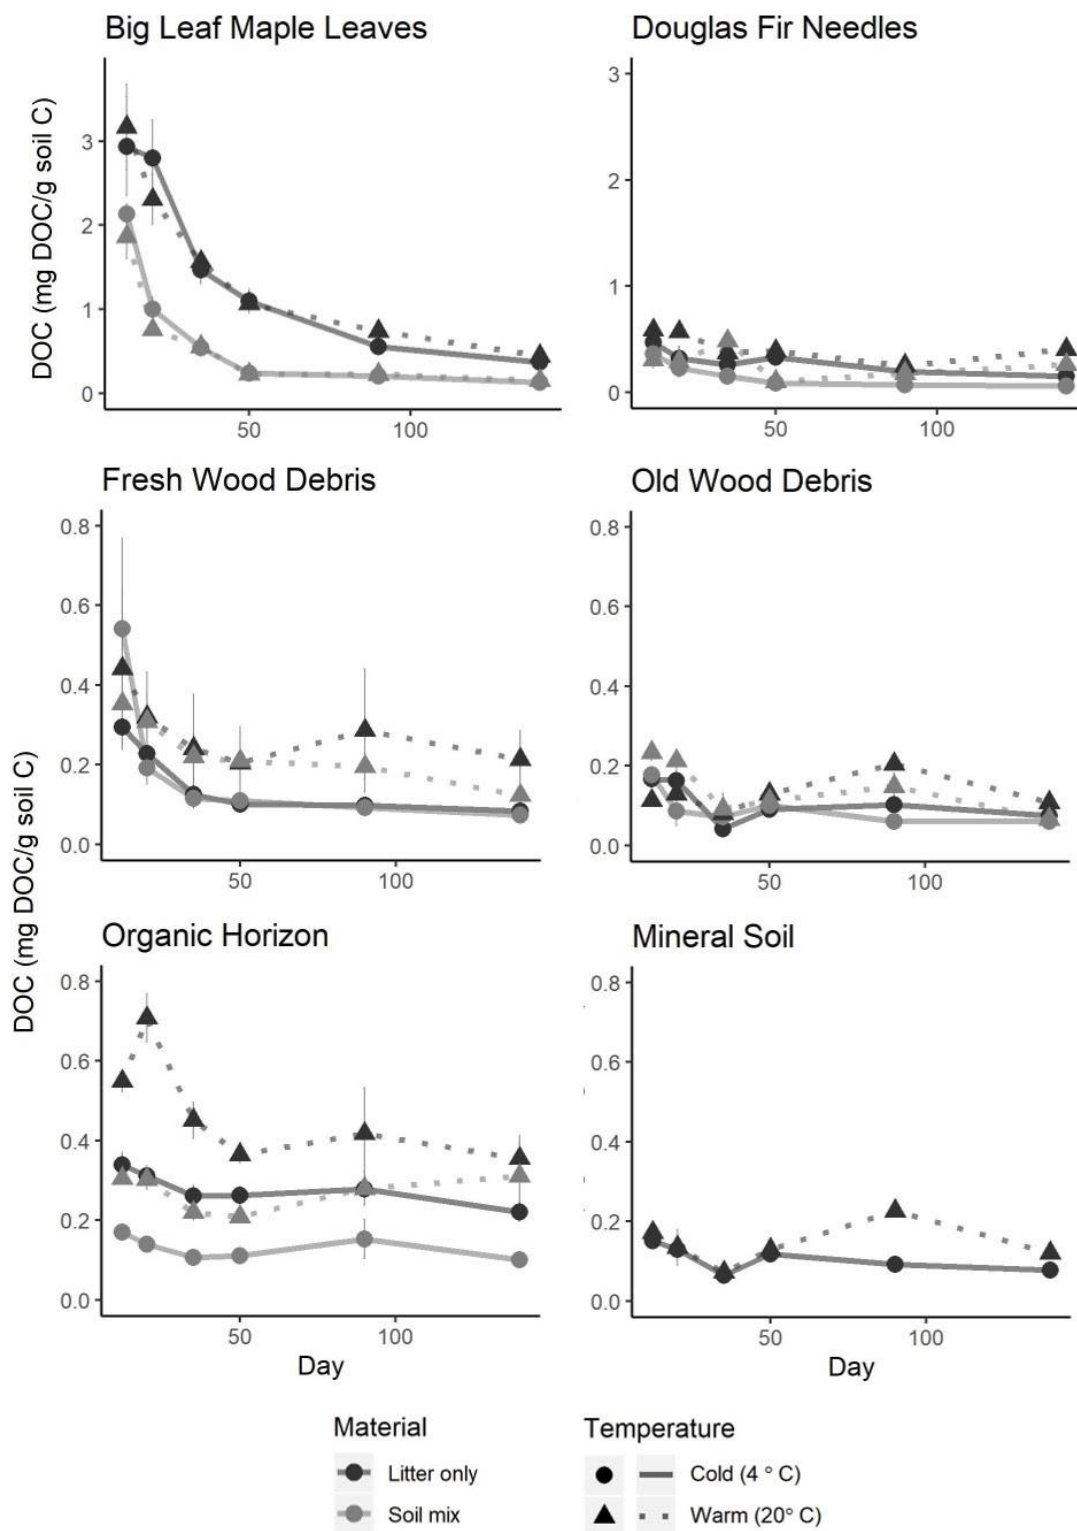 Big Leaf Maple Leaves
Douglas Fir Needles
DOC (mg DOC/g soil C)
3
2
1
0
50
100
3
2
1
0
50
100
Fresh Wood Debris
Old Wood Debris
DOC (mg DOC/g soil C)
0.8
0.6
0.4
0.2
0.0
50
100
0.8
0.6
0.4
0.2
0.0
50
100
Organic Horizon
Mineral Soil
0.8
0.6
0.4
0.2
0.0
50
100
Day
0.8
0.6
0.4
0.2
0.0
50
100
Day
Material
Litter only
Soil mix
Temperature
Cold (4 ° C)
Warm (20° C)